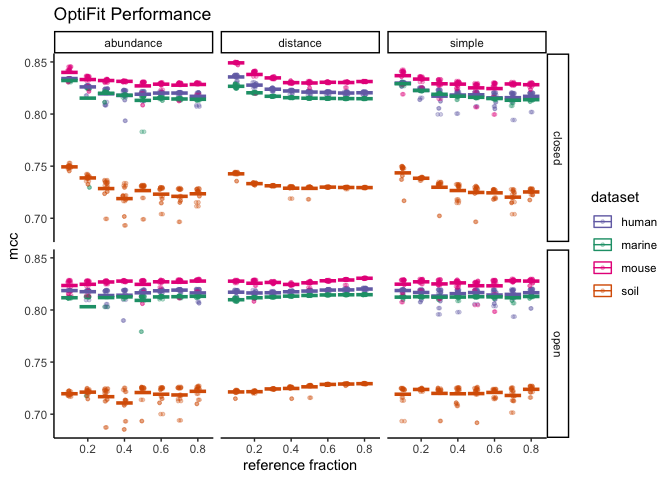 OptiFit Performance
abundance distance simple
0.85
0.80
0.75
0.70
closed
0.85
0.80
0.75
0.70
open
mcc
0.2 0.4 0.6 0.8 0.2 0.4 0.6 0.8 0.2 0.4 0.6 0.8
reference fraction
dataset
human
marine
mouse
soil